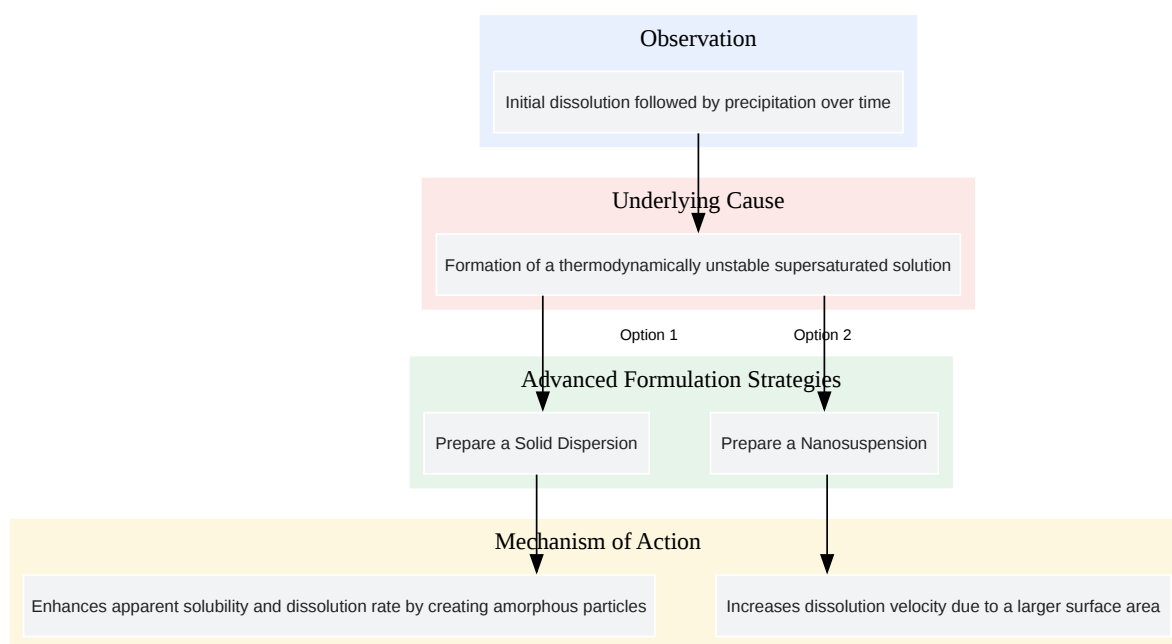 Observation
Initial dissolution followed by precipitation over time
Underlying Cause
Formation of a thermodynamically unstable supersaturated solution
Option 1
Option 2
Advanced Formulation Strategies
Prepare a Solid Dispersion
Prepare a Nanosuspension
Mechanism of Action
Enhances apparent solubility and dissolution rate by creating amorphous particles
Increases dissolution velocity due to a larger surface area